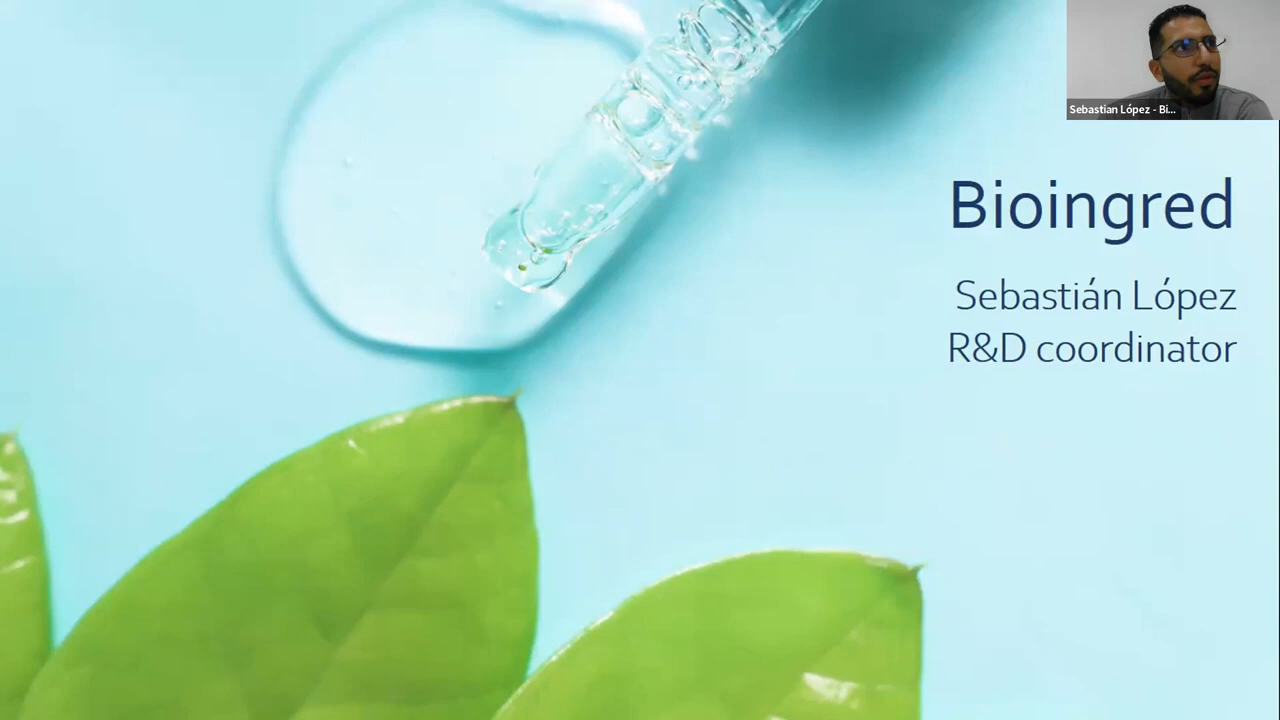 Sebastian López - Bi...
Bioingred
Sebastián López
R&D coordinator